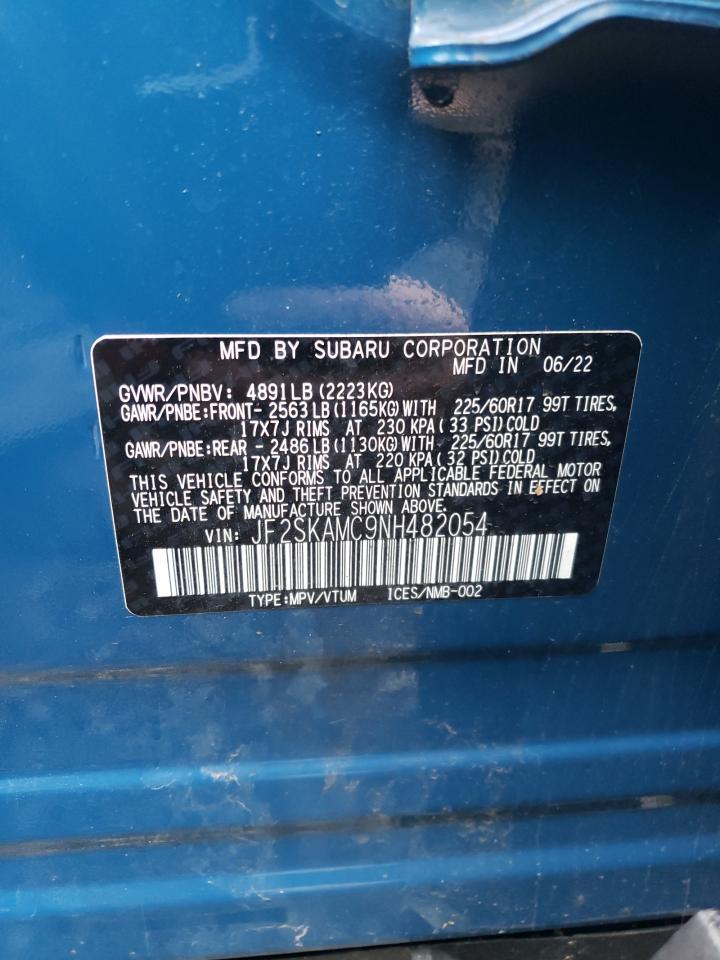 MFD BY SUBARU CORPORATION
MFD IN 06/22
GVWR/PNBV: 4891LB(2223KG)
GAWR/PNBE:FRONT- 2563LB(1165KG)WITH 225/60R17 99T TIRES,
17X7J RIMS AT 230 KPA( 33 PSI)COLD
GAWR/PNBE:REAR - 2486LB(1130KG)WITH 225/60R17 99T TIRES,
17X7J RIMS AT 220 KPA( 32 PSI)COLD
THIS VEHICLE CONFORMS TO ALL APPLICABLE FEDERAL MOTOR
VEHICLE SAFETY AND THEFT PREVENTION STANDARDS IN EFFECT ON
THE DATE OF MANUFACTURE SHOWN ABOVE.
VIN: JF2SKAMC9NH482054
TYPE:MPV/VTUM ICES/NMB-002